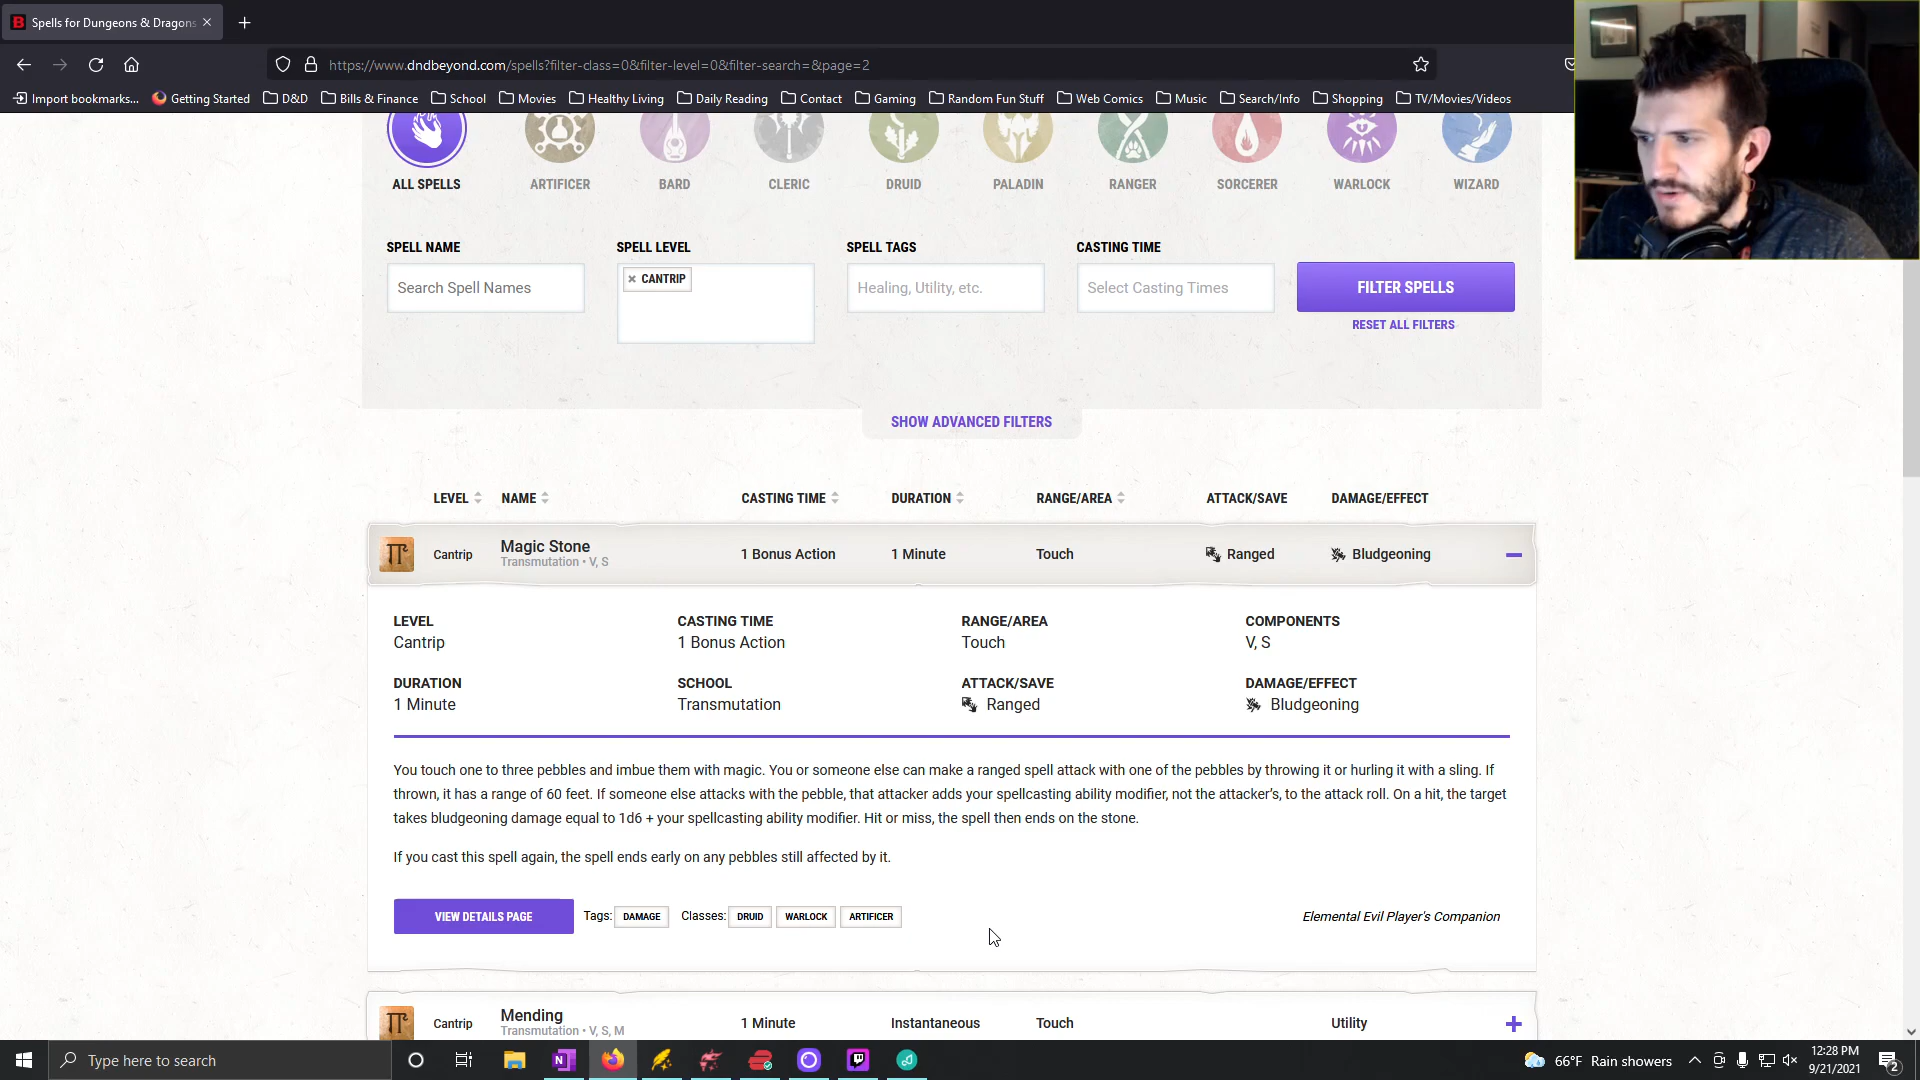 Spells for Dungeons & Dragons
https://www.dndbeyond.com/spells?filter-class=0&filter-level=0&filter-search=&page=2
Import bookmarks... Getting Started D&D Bills & Finance School Movies Healthy Living Daily Reading Contact Gaming Random Fun Stuff Web Comics Music Search/Info Shopping TV/Movies/Videos
ALL SPELLS ARTIFICER BARD CLERIC DRUID PALADIN RANGER SORCERER WARLOCK WIZARD
SPELL NAME SPELL LEVEL SPELL TAGS CASTING TIME
× CANTRIP
Search Spell Names Healing, Utility, etc. Select Casting Times FILTER SPELLS
RESET ALL FILTERS
SHOW ADVANCED FILTERS
LEVEL NAME CASTING TIME DURATION RANGE/AREA ATTACK/SAVE DAMAGE/EFFECT
Cantrip Magic Stone 1 Bonus Action 1 Minute Touch Ranged Bludgeoning
Transmutation • V, S
LEVEL CASTING TIME RANGE/AREA COMPONENTS
Cantrip 1 Bonus Action Touch V, S
DURATION SCHOOL ATTACK/SAVE DAMAGE/EFFECT
1 Minute Transmutation Ranged Bludgeoning
You touch one to three pebbles and imbue them with magic. You or someone else can make a ranged spell attack with one of the pebbles by throwing it or hurling it with a sling. If
thrown, it has a range of 60 feet. If someone else attacks with the pebble, that attacker adds your spellcasting ability modifier, not the attacker's, to the attack roll. On a hit, the target
takes bludgeoning damage equal to 1d6 + your spellcasting ability modifier. Hit or miss, the spell then ends on the stone.
If you cast this spell again, the spell ends early on any pebbles still affected by it.
VIEW DETAILS PAGE Tags: DAMAGE Classes: DRUID WARLOCK ARTIFICER Elemental Evil Player's Companion
Cantrip Mending 1 Minute Instantaneous Touch Utility
Transmutation • V, S, M
Type here to search 66°F Rain showers 12:28 PM
9/21/2021
2